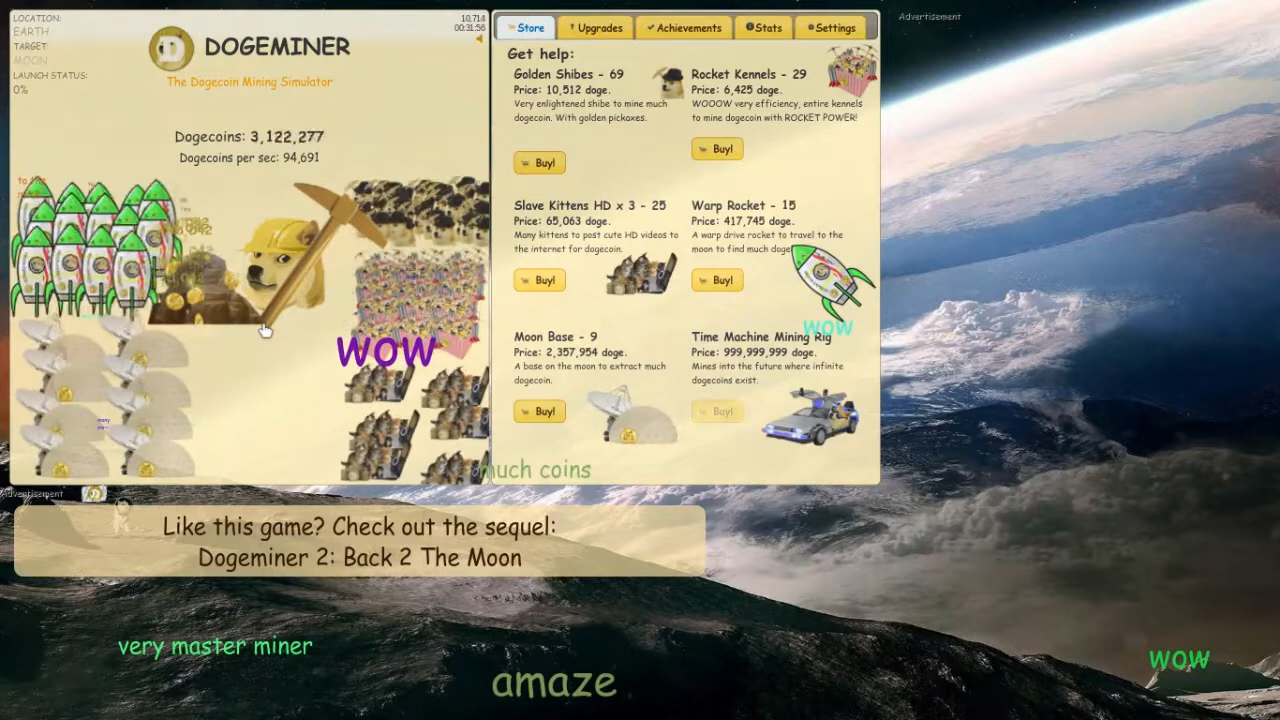 LOCATION:
EARTH
TARGET:
MOON
LAUNCH STATUS:
0%
DOGEMINER
The Dogecoin Mining Simulator
10,714
00:31:56
Dogecoins: 3,122,277
Dogecoins per sec: 94,691
wow
Store
Upgrades
Achievements
Stats
Settings
Get help:
Golden Shibes - 69
Price: 10,512 doge.
Very enlightened shibe to mine much
dogecoin. With golden pickaxes.
Buy!
Rocket Kennels - 29
Price: 6,425 doge.
WOOOW very efficiency, entire kennels
to mine dogecoin with ROCKET POWER!
Buy!
Slave Kittens HD x 3 - 25
Price: 65,063 doge.
Many kittens to post cute HD videos to
the internet for dogecoin.
Buy!
Warp Rocket - 15
Price: 417,745 doge.
A warp drive rocket to travel to the
moon to find much doge
Buy!
wow
Moon Base - 9
Price: 2,357,954 doge.
A base on the moon to extract much
dogecoin.
Buy!
Time Machine Mining Rig
Price: 999,999,999 doge.
Mines into the future where infinite
dogecoins exist.
Buy!
much coins
Advertisement
Advertisement
Like this game? Check out the sequel:
Dogeminer 2: Back 2 The Moon
very master miner
amaze
wow